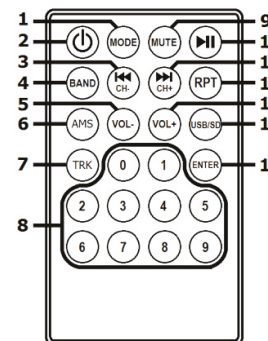 1 MODE MUTE 9
2 1
3 CH- CH+ 1
4 BAND RPT 1
5 VOL- VOL+ 1
6 AMS USB/SD 1
7 TRK 0 1 ENTER 1
8 2 3 4 5
6 7 8 9